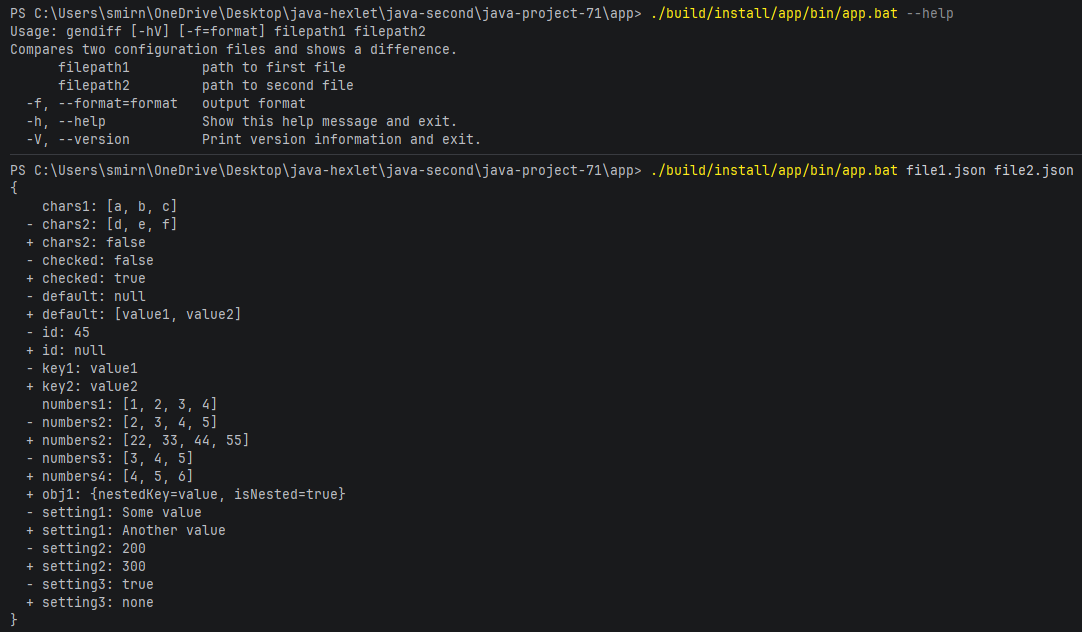 PS C:\Users\smirn\OneDrive\Desktop\java-hexlet\java-second\java-project-71\app> ./build/install/app/bin/app.bat --help
Usage: gendiff [-hV] [-f=format] filepath1 filepath2
Compares two configuration files and shows a difference.
      filepath1         path to first file
      filepath2         path to second file
  -f, --format=format   output format
  -h, --help            Show this help message and exit.
  -V, --version         Print version information and exit.
PS C:\Users\smirn\OneDrive\Desktop\java-hexlet\java-second\java-project-71\app> ./build/install/app/bin/app.bat file1.json file2.json
{
    chars1: [a, b, c]
  - chars2: [d, e, f]
  + chars2: false
  - checked: false
  + checked: true
  - default: null
  + default: [value1, value2]
  - id: 45
  + id: null
  - key1: value1
  + key2: value2
    numbers1: [1, 2, 3, 4]
  - numbers2: [2, 3, 4, 5]
  + numbers2: [22, 33, 44, 55]
  - numbers3: [3, 4, 5]
  + numbers4: [4, 5, 6]
  + obj1: {nestedKey=value, isNested=true}
  - setting1: Some value
  + setting1: Another value
  - setting2: 200
  + setting2: 300
  - setting3: true
  + setting3: none
}